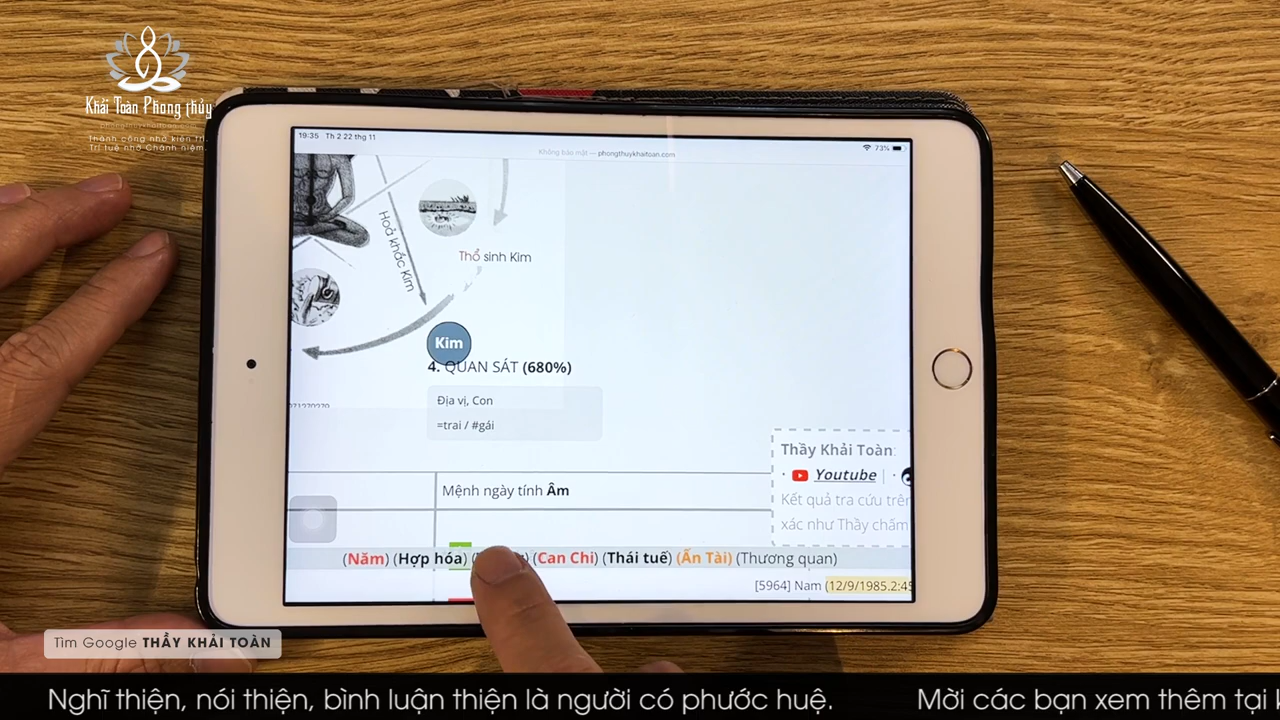 Khải Toàn Phong thủy
phongthuykhaitoan.com
Thành công nhờ kiên trì.
Trí tuệ nhờ Chánh niệm.
19:35 Th 2 22 thg 11
Không bảo mật — phongthuykhaitoan.com
73%
Hoả khắc Kim
Thổ sinh Kim
Kim
4. QUAN SÁT (680%)
Địa vị, Con
=trai / #gái
Thầy Khải Toàn:
· Youtube | ·
Kết quả tra cứu trên
xác như Thầy chấm
Mệnh ngày tính Âm
(Năm) (Hợp hóa) (Can Chi) (Thái tuế) (Ấn Tài) (Thương quan)
[5964] Nam (12/9/1985.2:45
Tìm Google THẦY KHẢI TOÀN
Nghĩ thiện, nói thiện, bình luận thiện là người có phước huệ. Mời các bạn xem thêm tại